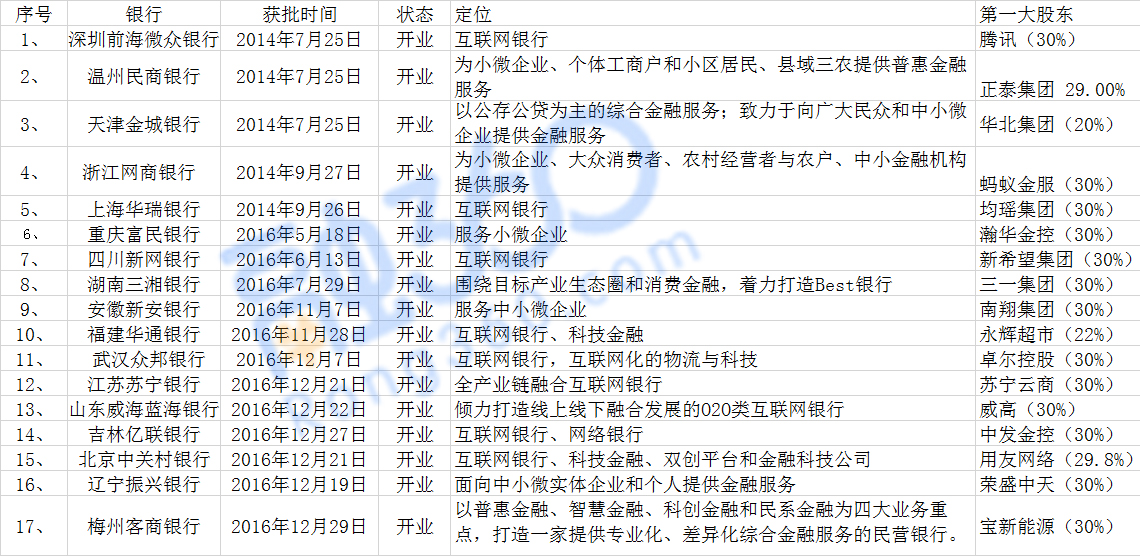 序号 银行 获批时间 状态 定位 第一大股东
1、 深圳前海微众银行 2014年7月25日 开业 互联网银行 腾讯（30%）
2、 温州民商银行 2014年7月25日 开业 为小微企业、个体工商户和小区居民、县域三农提供普惠金融
服务 正泰集团 29.00%
3、 天津金城银行 2014年7月25日 开业 以公存公贷为主的综合金融服务；致力于向广大民众和中小微
企业提供金融服务 华北集团（20%）
4、 浙江网商银行 2014年9月27日 开业 为小微企业、大众消费者、农村经营者与农户、中小金融机构
提供服务 蚂蚁金服（30%）
5、 上海华瑞银行 2014年9月26日 开业 互联网银行 均瑶集团（30%）
6、 重庆富民银行 2016年5月18日 开业 服务小微企业 瀚华金控（30%）
7、 四川新网银行 2016年6月13日 开业 互联网银行 新希望集团（30%）
8、 湖南三湘银行 2016年7月29日 开业 围绕目标产业生态圈和消费金融，着力打造Best银行 三一集团（30%）
9、 安徽新安银行 2016年11月7日 开业 服务中小微企业 南翔集团（30%）
10、 福建华通银行 2016年11月28日 开业 互联网银行、科技金融 永辉超市（22%）
11、 武汉众邦银行 2016年12月7日 开业 互联网银行，互联网化的物流与科技 卓尔控股（30%）
12、 江苏苏宁银行 2016年12月21日 开业 全产业链融合互联网银行 苏宁云商（30%）
13、 山东威海蓝海银行 2016年12月22日 开业 倾力打造线上线下融合发展的O2O类互联网银行 威高（30%）
14、 吉林亿联银行 2016年12月27日 开业 互联网银行、网络银行 中发金控（30%）
15、 北京中关村银行 2016年12月21日 开业 互联网银行、科技金融、双创平台和金融科技公司 用友网络（29.8%）
16、 辽宁振兴银行 2016年12月19日 开业 面向中小微实体企业和个人提供金融服务 荣盛中天（30%）
17、 梅州客商银行 2016年12月29日 开业 以普惠金融、智慧金融、科创金融和民系金融为四大业务重
点，打造一家提供专业化、差异化综合金融服务的民营银行。 宝新能源（30%）
融360
Rong360.com